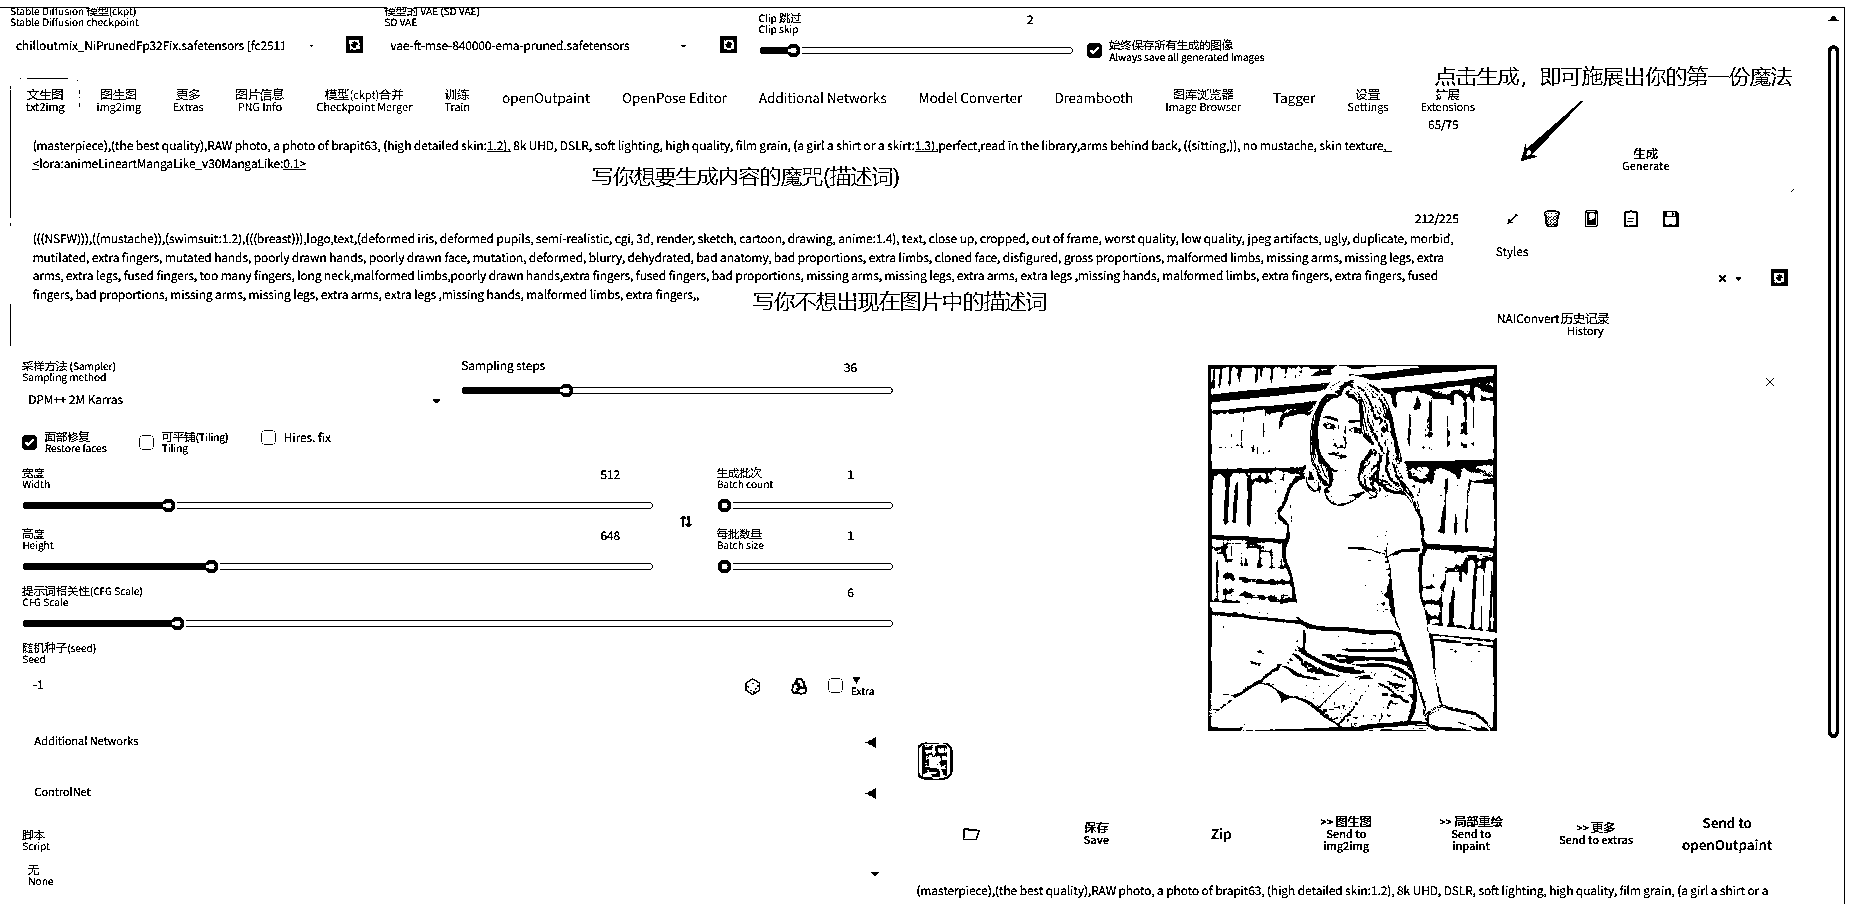 Stable Diffusion 模型(ckpt)
Stable Diffusion checkpoint
模型的 VAE (SD VAE)
SD VAE
Clip 跳过
Clip skip
2
chilloutmix_NiPrunedFp32Fix.safetensors [fc2511
vae-ft-mse-840000-ema-pruned.safetensors
始终保存所有生成的图像
Always save all generated images
点击生成，即可施展出你的第一份魔法
文生图
txt2img
图生图
img2img
更多
Extras
图片信息
PNG Info
模型(ckpt)合并
Checkpoint Merger
训练
Train
openOutpaint
OpenPose Editor
Additional Networks
Model Converter
Dreambooth
图库浏览器
Image Browser
Tagger
设置
Settings
扩展
Extensions
65/75
(masterpiece),(the best quality),RAW photo, a photo of brapit63, (high detailed skin:1.2), 8k UHD, DSLR, soft lighting, high quality, film grain, (a girl a shirt or a skirt:1.3),perfect,read in the library,arms behind back, ((sitting,)), no mustache, skin texture,
<lora:animeLineartMangaLike_v30MangaLike:0.1>
写你想要生成内容的魔咒(描述词)
生成
Generate
212/225
(((NSFW))),((mustache)),(swimsuit:1.2),(((breast))),logo,text,(deformed iris, deformed pupils, semi-realistic, cgi, 3d, render, sketch, cartoon, drawing, anime:1.4), text, close up, cropped, out of frame, worst quality, low quality, jpeg artifacts, ugly, duplicate, morbid,
mutilated, extra fingers, mutated hands, poorly drawn hands, poorly drawn face, mutation, deformed, blurry, dehydrated, bad anatomy, bad proportions, extra limbs, cloned face, disfigured, gross proportions, malformed limbs, missing arms, missing legs, extra
arms, extra legs, fused fingers, too many fingers, long neck,malformed limbs,poorly drawn hands,extra fingers, fused fingers, bad proportions, missing arms, missing legs, extra arms, extra legs ,missing hands, malformed limbs, extra fingers, extra fingers, fused
fingers, bad proportions, missing arms, missing legs, extra arms, extra legs ,missing hands, malformed limbs, extra fingers,,
写你不想出现在图片中的描述词
Styles
NAIConvert历史记录
History
采样方法 (Sampler)
Sampling method
DPM++ 2M Karras
Sampling steps
36
面部修复
Restore faces
可平铺(Tiling)
Tiling
Hires. fix
宽度
Width
512
生成批次
Batch count
1
高度
Height
648
每批数量
Batch size
1
提示词相关性(CFG Scale)
CFG Scale
6
随机种子(seed)
Seed
-1
Extra
Additional Networks
ControlNet
脚本
Script
无
None
保存
Save
Zip
>> 图生图
Send to
img2img
>> 局部重绘
Send to
inpaint
>> 更多
Send to extras
Send to
openOutpaint
(masterpiece),(the best quality),RAW photo, a photo of brapit63, (high detailed skin:1.2), 8k UHD, DSLR, soft lighting, high quality, film grain, (a girl a shirt or a